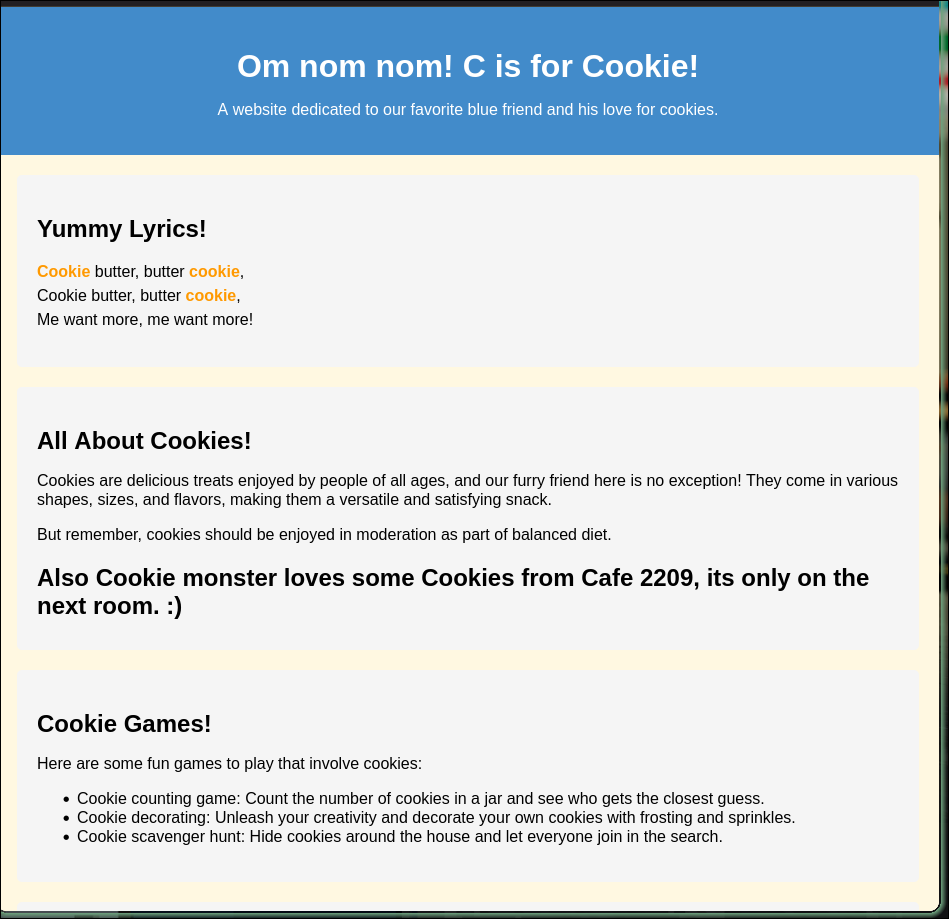 Om nom nom! C is for Cookie!
A website dedicated to our favorite blue friend and his love for cookies.
Yummy Lyrics!
Cookie butter, butter cookie,
Cookie butter, butter cookie,
Me want more, me want more!
All About Cookies!
Cookies are delicious treats enjoyed by people of all ages, and our furry friend here is no exception! They come in various
shapes, sizes, and flavors, making them a versatile and satisfying snack.
But remember, cookies should be enjoyed in moderation as part of balanced diet.
Also Cookie monster loves some Cookies from Cafe 2209, its only on the
next room. :)
Cookie Games!
Here are some fun games to play that involve cookies:
• Cookie counting game: Count the number of cookies in a jar and see who gets the closest guess.
• Cookie decorating: Unleash your creativity and decorate your own cookies with frosting and sprinkles.
• Cookie scavenger hunt: Hide cookies around the house and let everyone join in the search.